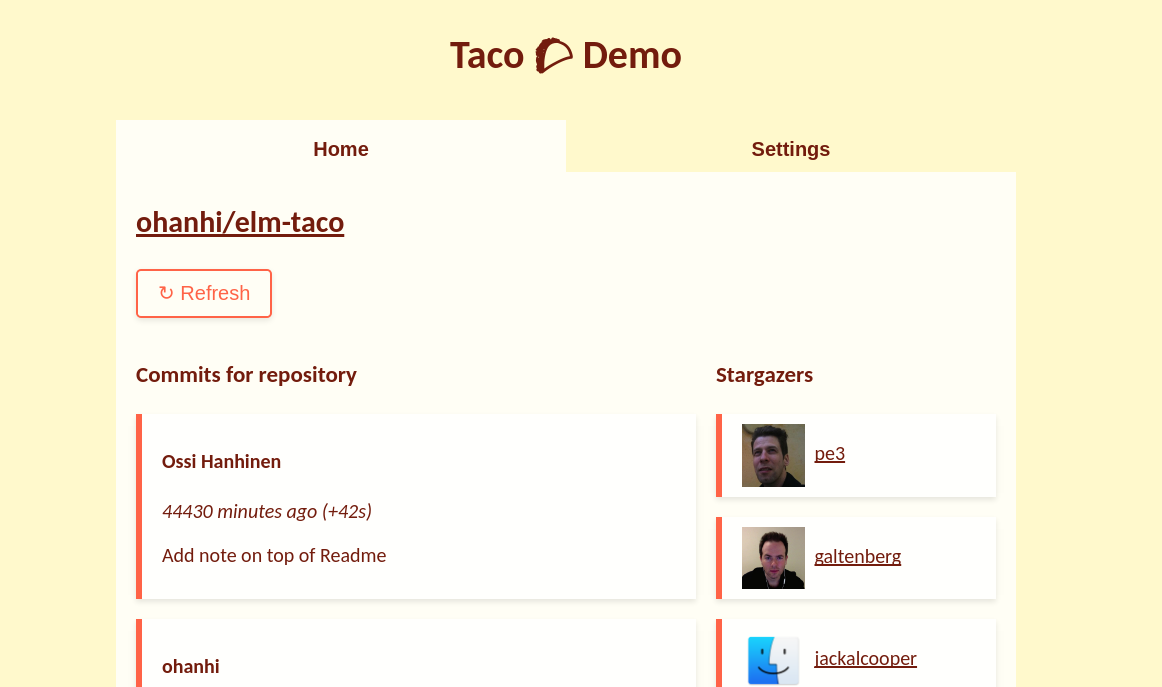 Taco Demo
Home
Settings
ohanhi/elm-taco
↻ Refresh
Commits for repository
Ossi Hanhinen
44430 minutes ago (+42s)
Add note on top of Readme
ohanhi
Stargazers
pe3
galtenberg
jackalcooper